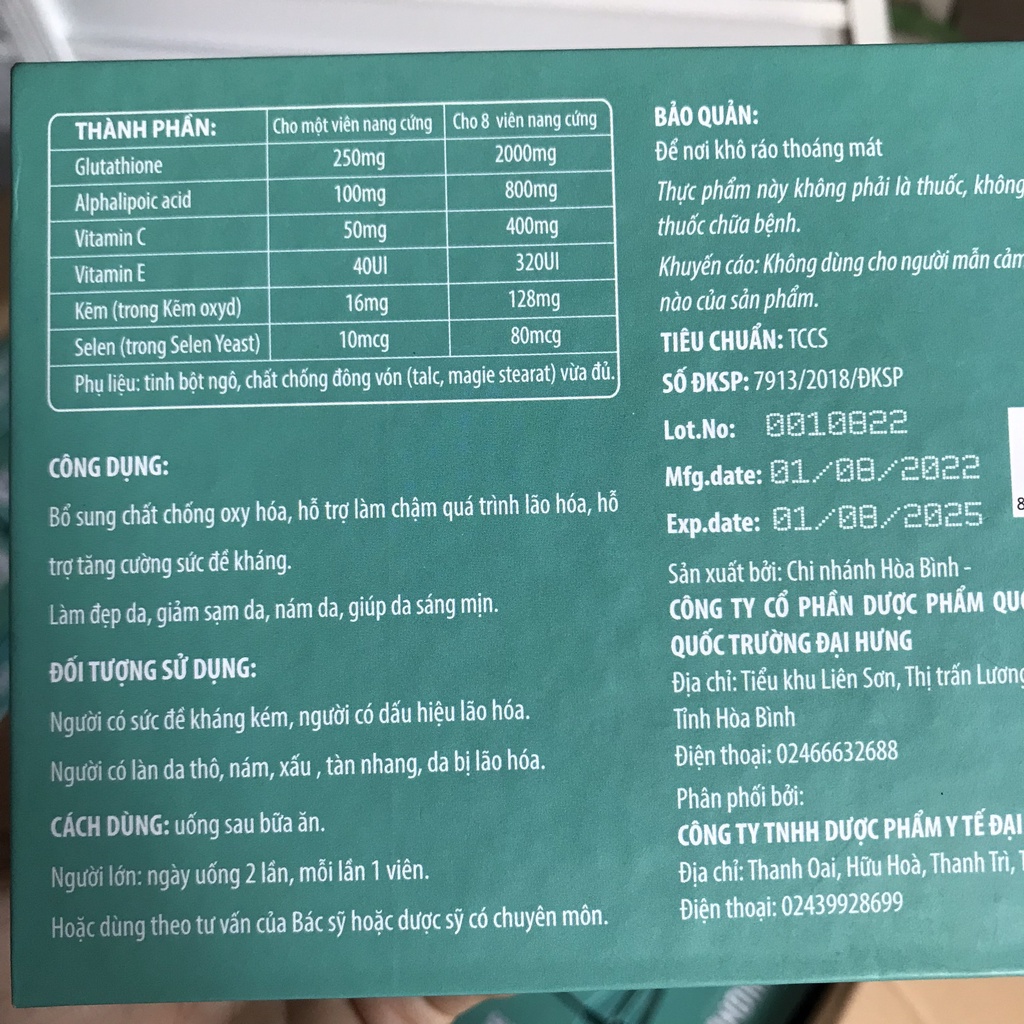 THÀNH PHẦN: Cho một viên nang cứng Cho 8 viên nang cứng
Glutathione 250mg 2000mg
Alphalipoic acid 100mg 800mg
Vitamin C 50mg 400mg
Vitamin E 40UI 320UI
Kẽm (trong Kẽm oxyd) 16mg 128mg
Selen (trong Selen Yeast) 10mcg 80mcg
Phụ liệu: tinh bột ngô, chất chống đông vón (talc, magie stearat) vừa đủ.
CÔNG DỤNG:
Bổ sung chất chống oxy hóa, hỗ trợ làm chậm quá trình lão hóa, hỗ
trợ tăng cường sức đề kháng.
Làm đẹp da, giảm sạm da, nám da, giúp da sáng mịn.
ĐỐI TƯỢNG SỬ DỤNG:
Người có sức đề kháng kém, người có dấu hiệu lão hóa.
Người có làn da thô, nám, xấu , tàn nhang, da bị lão hóa.
CÁCH DÙNG: uống sau bữa ăn.
Người lớn: ngày uống 2 lần, mỗi lần 1 viên.
Hoặc dùng theo tư vấn của Bác sỹ hoặc dược sỹ có chuyên môn.
BẢO QUẢN:
Để nơi khô ráo thoáng mát
Thực phẩm này không phải là thuốc, không
thuốc chữa bệnh.
Khuyến cáo: Không dùng cho người mẫn cảm
nào của sản phẩm.
TIÊU CHUẨN: TCCS
SỐ ĐKSP: 7913/2018/ĐKSP
Lot.No: 0010822
Mfg.date: 01/08/2022
Exp.date: 01/08/2025
8
Sản xuất bởi: Chi nhánh Hòa Bình -
CÔNG TY CỔ PHẦN DƯỢC PHẨM
QUỐC TRƯỜNG ĐẠI HƯNG
Địa chỉ: Tiểu khu Liên Sơn, Thị trấn Lương
Tỉnh Hòa Bình
Điện thoại: 02466632688
Phân phối bởi:
CÔNG TY TNHH DƯỢC PHẨM Y TẾ ĐẠI
Địa chỉ: Thanh Oai, Hữu Hoà, Thanh Trì,
Điện thoại: 02439928699